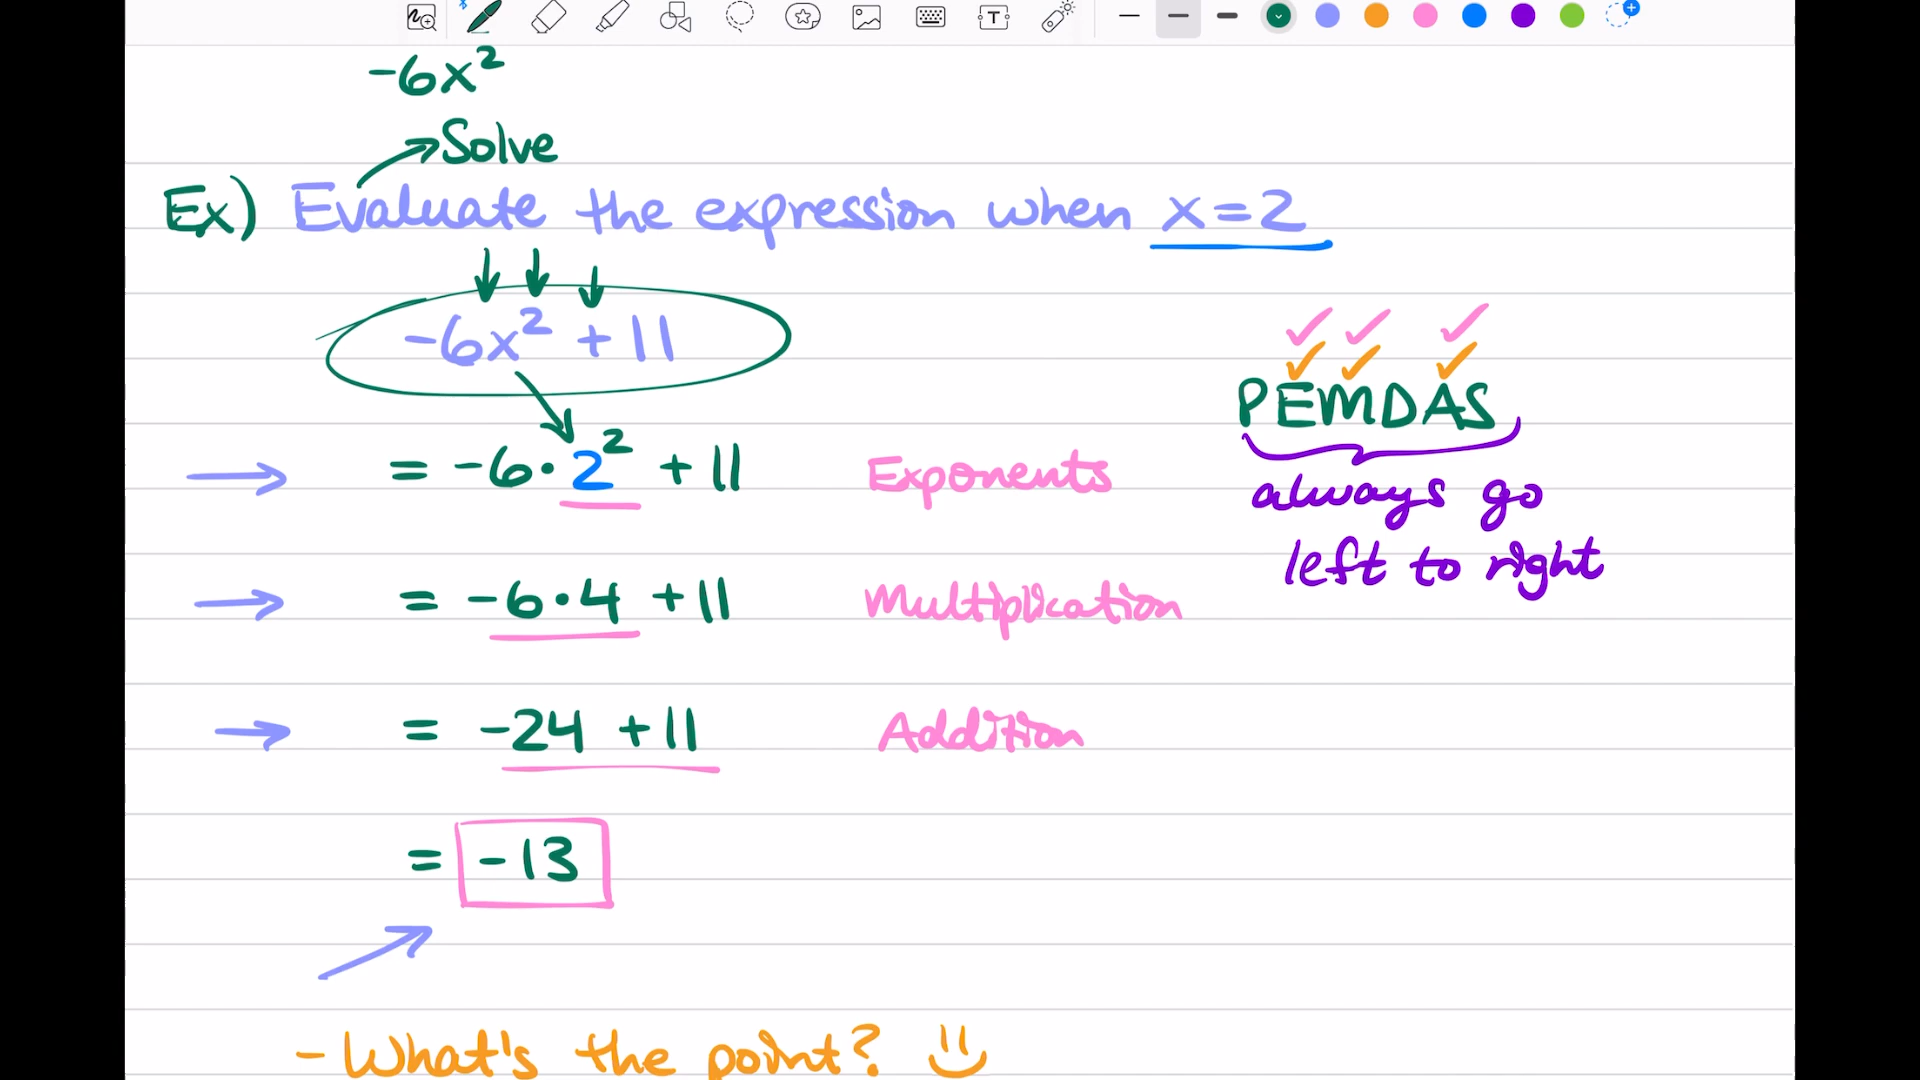 -6x²
Solve
Ex) Evaluate the expression when x=2
-6x² + 11
PEMDAS
= -6·2² + 11 Exponents
always go
left to right
= -6·4 + 11 Multiplication
= -24 + 11 Addition
= -13
- What's the point?